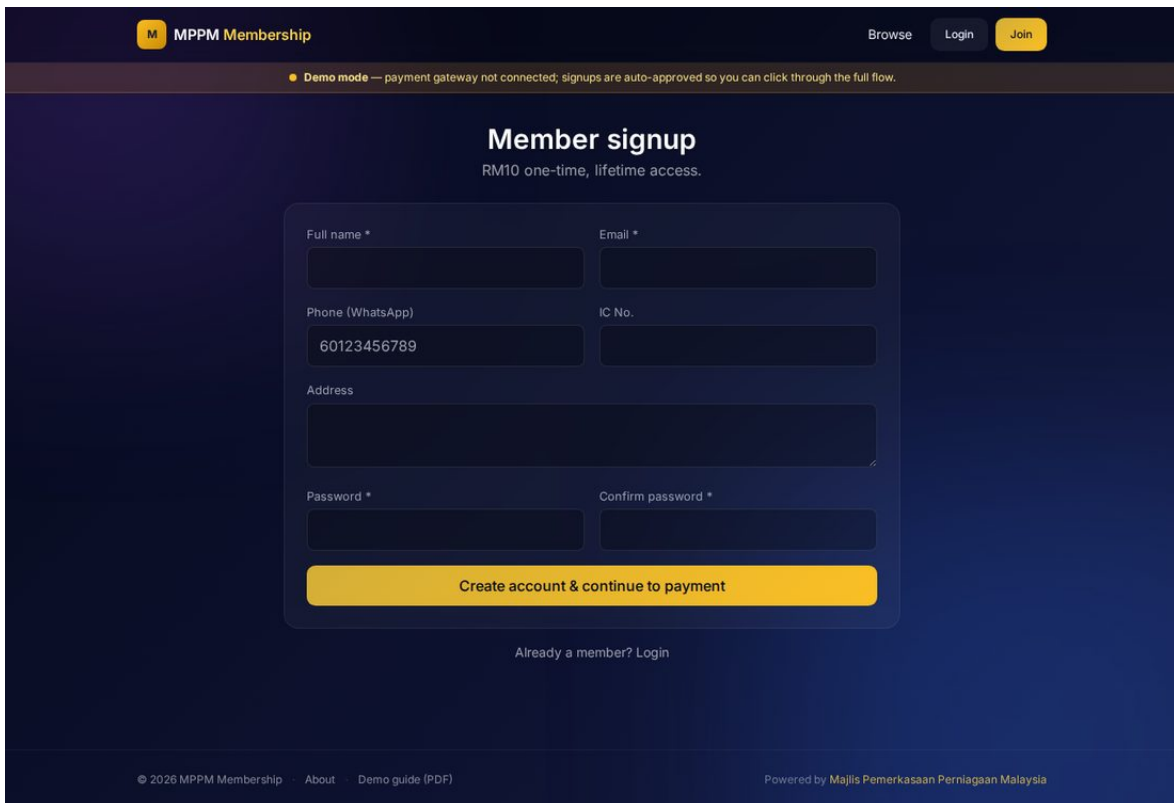 M MPPM Membership Browse Login Join
Demo mode — payment gateway not connected; signups are auto-approved so you can click through the full flow.
Member signup
RM10 one-time, lifetime access.
Full name * Email *
Phone (WhatsApp) IC No.
60123456789
Address
Password * Confirm password *
Create account & continue to payment
Already a member? Login
© 2026 MPPM Membership · About · Demo guide (PDF) Powered by Majlis Pemerkasaan Perniagaan Malaysia